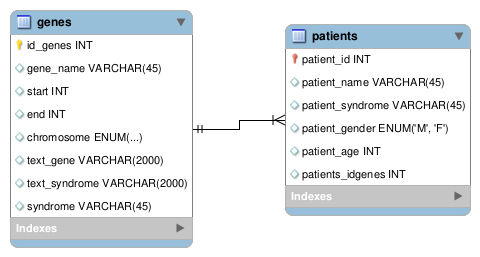 genes
id_genes INT
gene_name VARCHAR(45)
start INT
end INT
chromosome ENUM(...)
text_gene VARCHAR(2000)
text_syndrome VARCHAR(2000)
syndrome VARCHAR(45)
Indexes
patients
patient_id INT
patient_name VARCHAR(45)
patient_syndrome VARCHAR(45)
patient_gender ENUM('M', 'F')
patient_age INT
patients_idgenes INT
Indexes